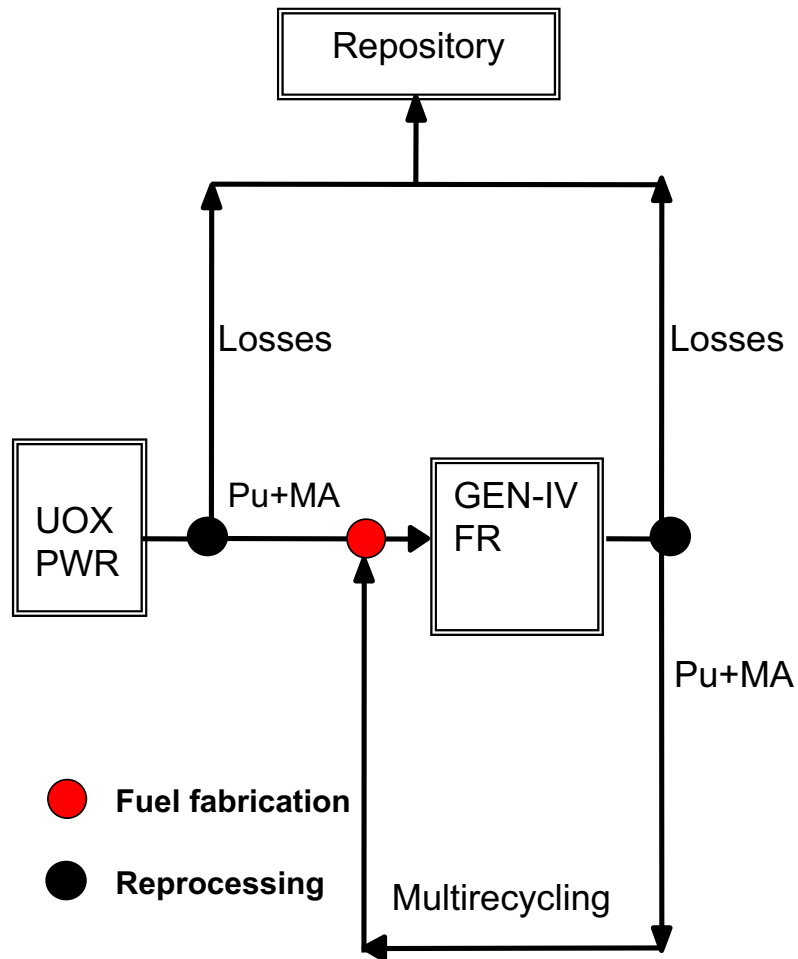 Repository
Losses
Losses
Pu+MA
GEN-IV
FR
UOX
PWR
Pu+MA
Fuel fabrication
Reprocessing
Multirecycling